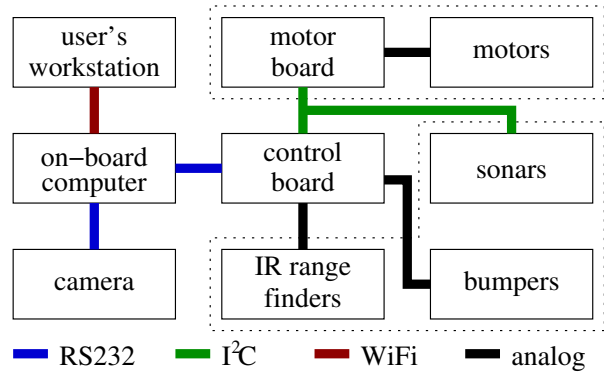 user's
workstation
motor
board
motors
on-board
computer
control
board
sonars
camera
IR range
finders
bumpers
RS232
I²C
WiFi
analog